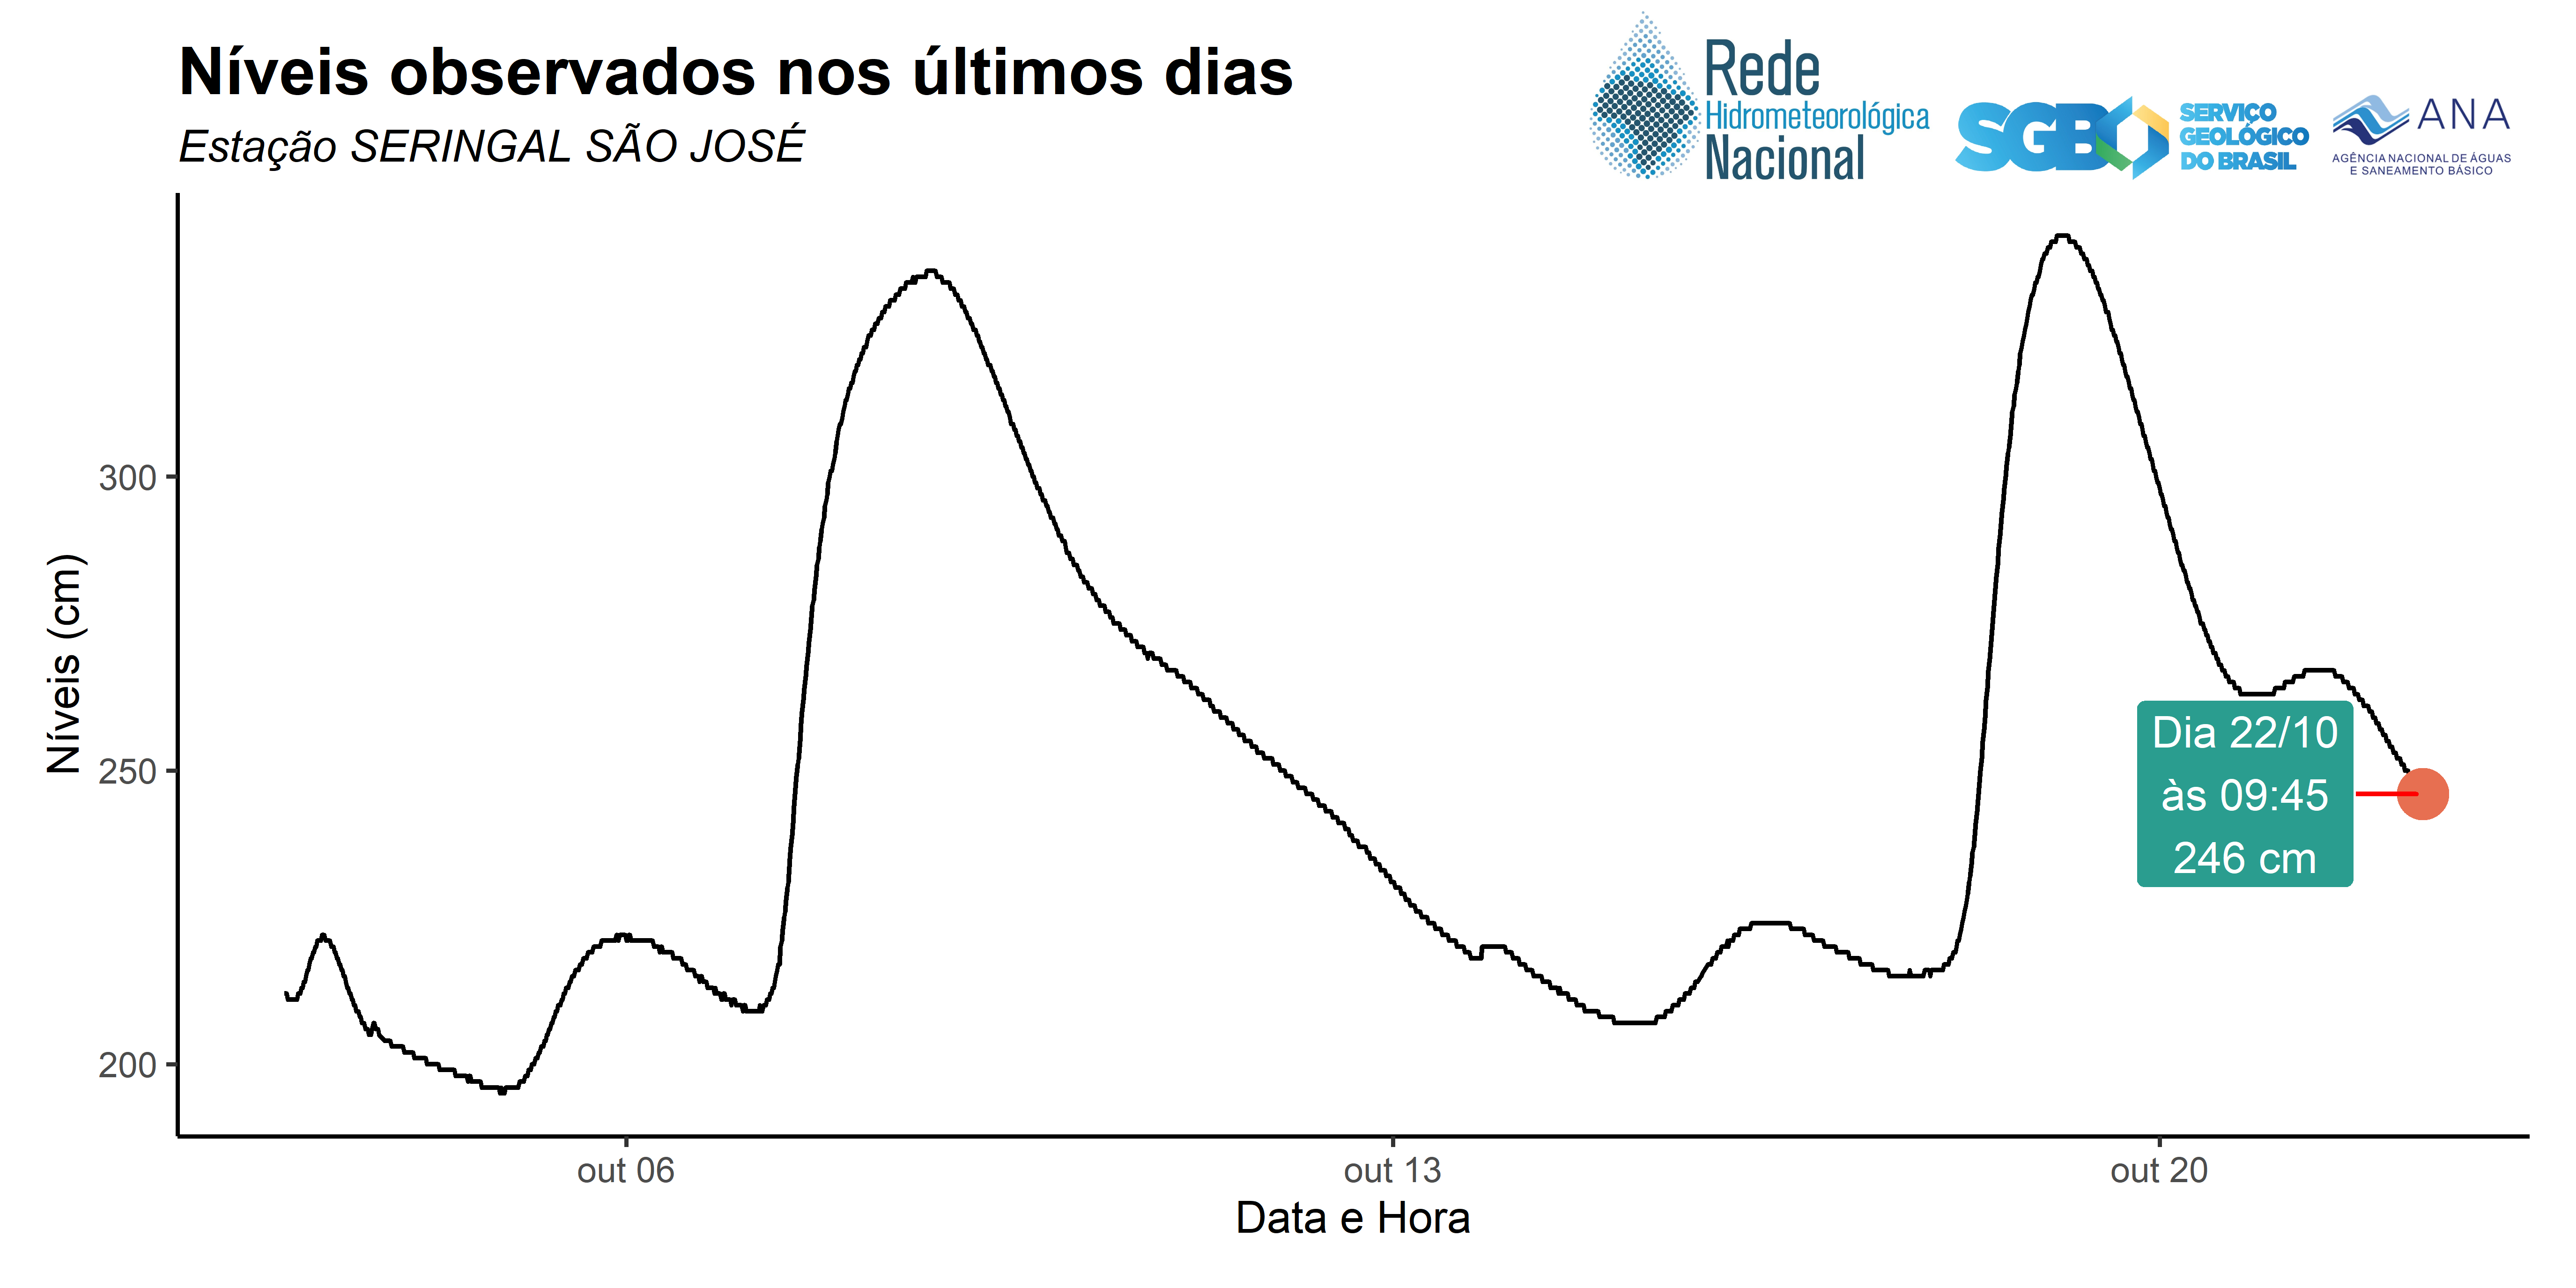 Níveis observados nos últimos dias
Estação SERINGAL SÃO JOSÉ
Rede
Hidrometeorológica
Nacional
SGB
SERVIÇO
GEOLÓGICO
DO BRASIL
ANA
AGÊNCIA NACIONAL DE ÁGUAS
E SANEAMENTO BÁSICO
Níveis (cm)
300
250
200
Dia 22/10
às 09:45
246 cm
out 06
out 13
out 20
Data e Hora